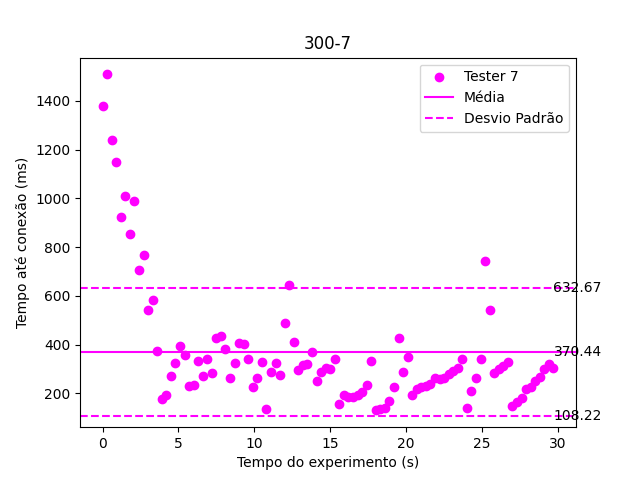 300-7
Tester 7
Média
Desvio Padrão
Tempo até conexão (ms)
1400
1200
1000
800
600
400
200
632.67
370.44
108.22
0 5 10 15 20 25 30
Tempo do experimento (s)